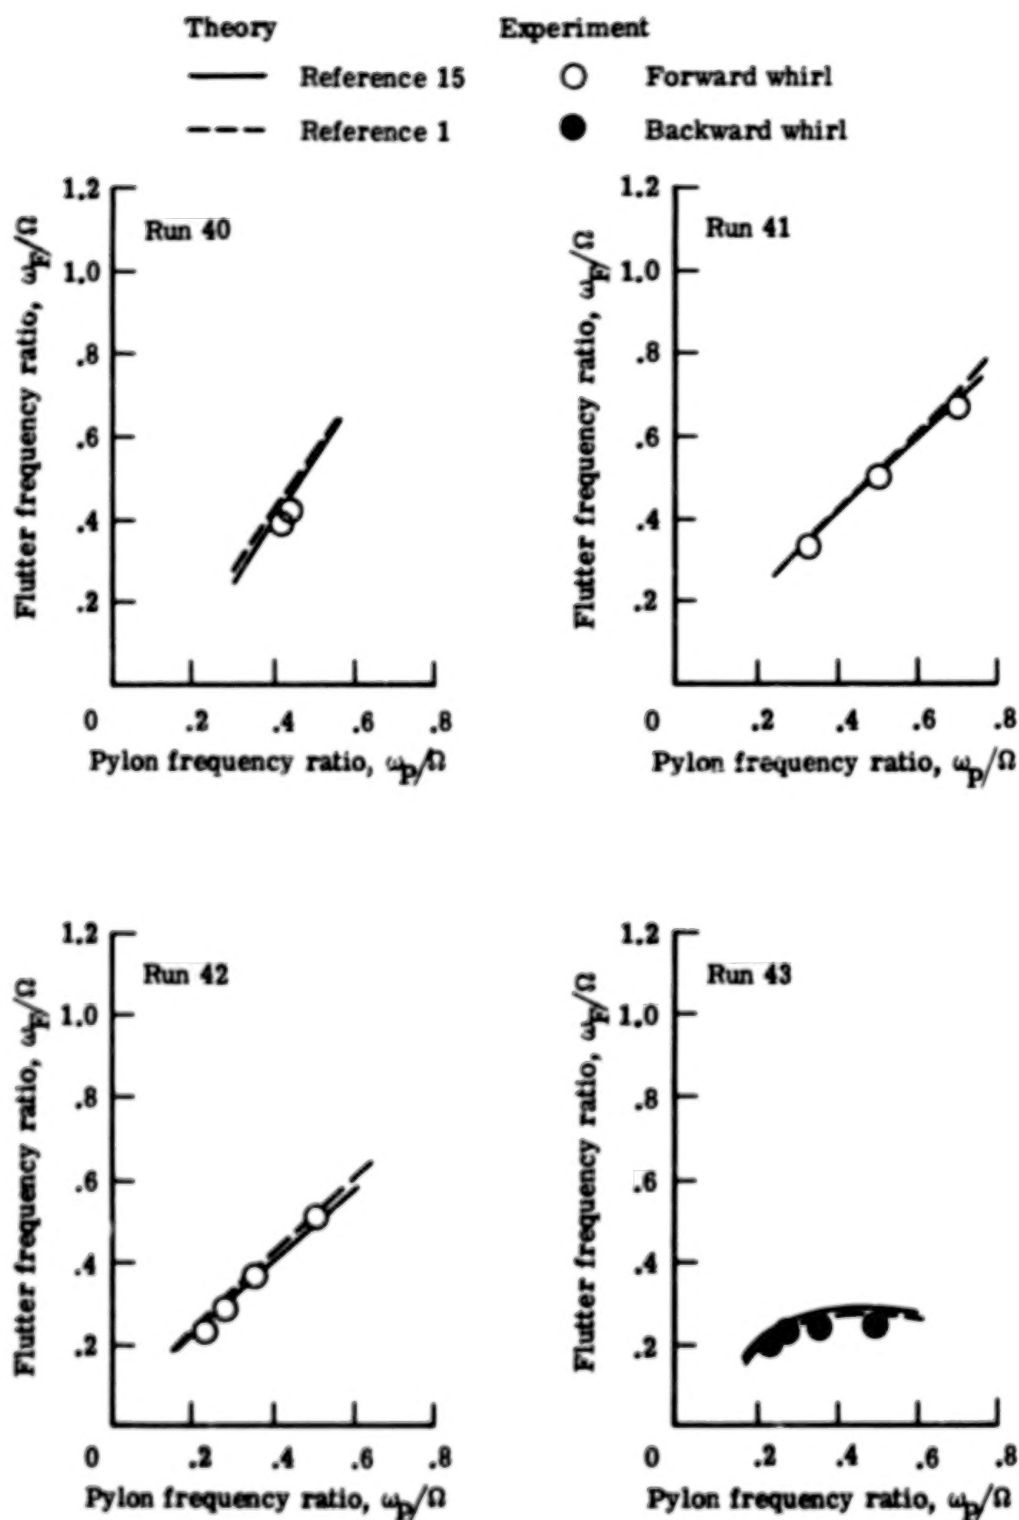 Theory
Experiment
Reference 15
Forward whirl
Reference 1
Backward whirl
Run 40
Flutter frequency ratio, ωF/Ω
1.2
1.0
.8
.6
.4
.2
0
.2
.4
.6
.8
Pylon frequency ratio, ωP/Ω
Run 41
Flutter frequency ratio, ωF/Ω
1.2
1.0
.8
.6
.4
.2
0
.2
.4
.6
.8
Pylon frequency ratio, ωP/Ω
Run 42
Flutter frequency ratio, ωF/Ω
1.2
1.0
.8
.6
.4
.2
0
.2
.4
.6
.8
Pylon frequency ratio, ωP/Ω
Run 43
Flutter frequency ratio, ωF/Ω
1.2
1.0
.8
.6
.4
.2
0
.2
.4
.6
.8
Pylon frequency ratio, ωP/Ω